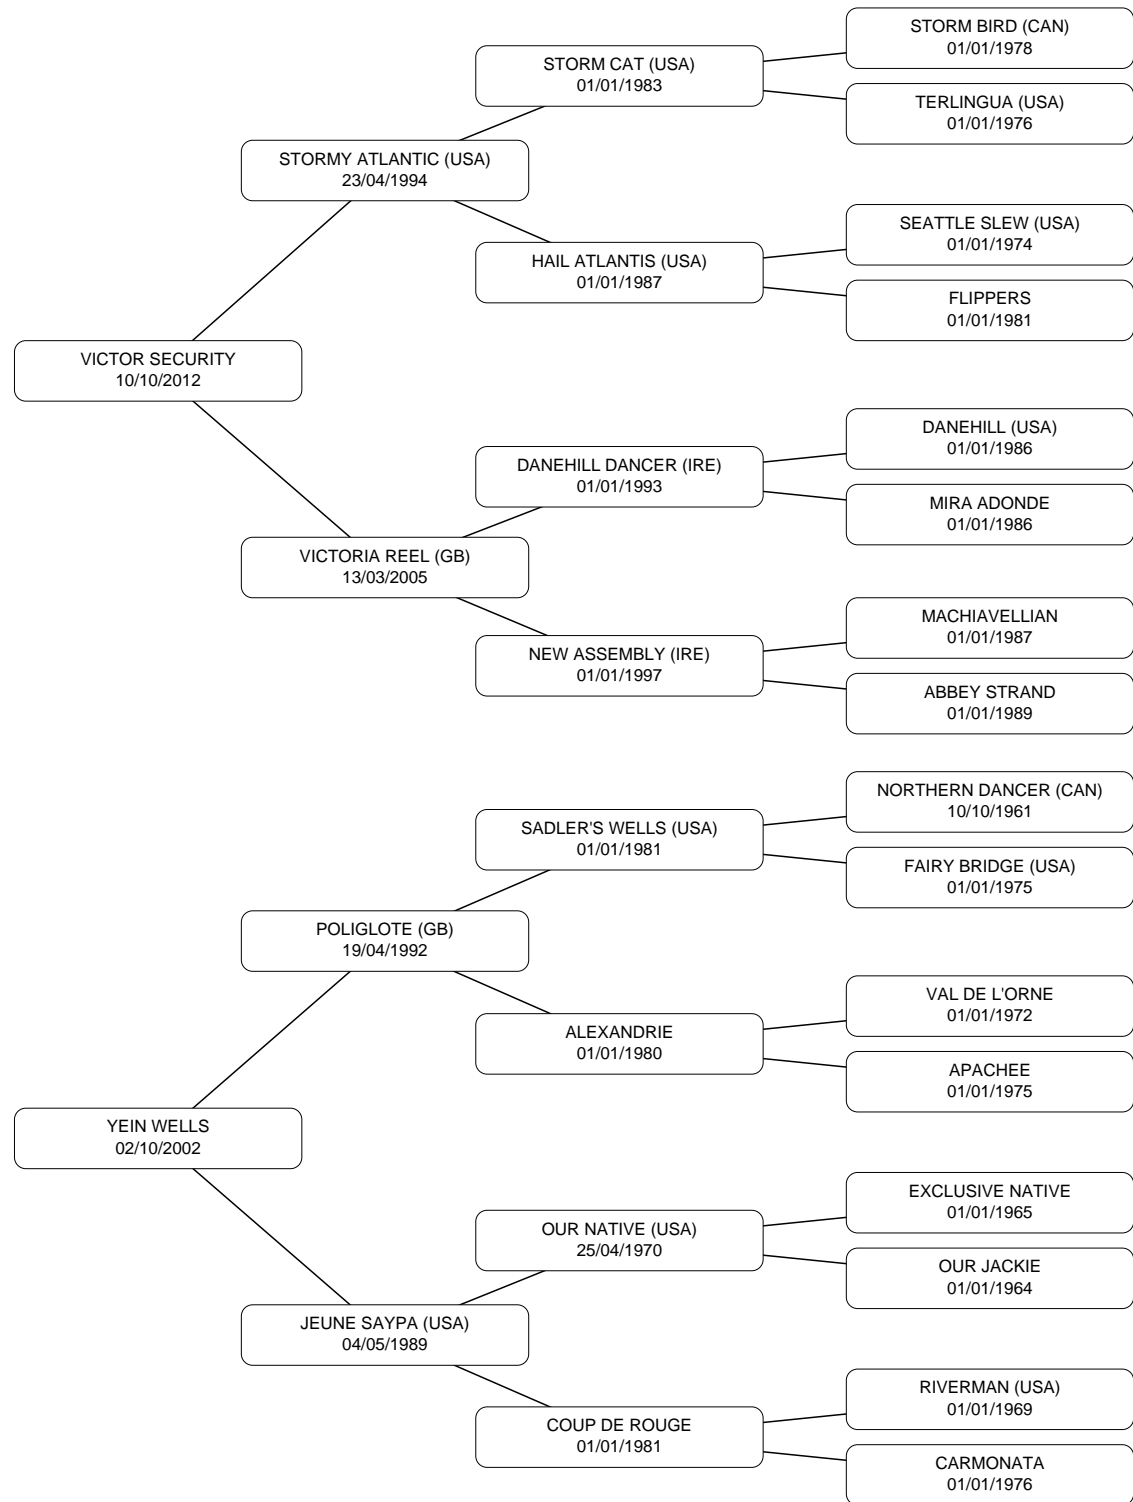 STORM BIRD (CAN)
01/01/1978
STORM CAT (USA)
01/01/1983
TERLINGUA (USA)
01/01/1976
STORMY ATLANTIC (USA)
23/04/1994
SEATTLE SLEW (USA)
01/01/1974
HAIL ATLANTIS (USA)
01/01/1987
FLIPPERS
01/01/1981
VICTOR SECURITY
10/10/2012
DANEHILL (USA)
01/01/1986
DANEHILL DANCER (IRE)
01/01/1993
MIRA ADONDE
01/01/1986
VICTORIA REEL (GB)
13/03/2005
MACHIAVELLIAN
01/01/1987
NEW ASSEMBLY (IRE)
01/01/1997
ABBEY STRAND
01/01/1989
NORTHERN DANCER (CAN)
10/10/1961
SADLER'S WELLS (USA)
01/01/1981
FAIRY BRIDGE (USA)
01/01/1975
POLIGLOTE (GB)
19/04/1992
VAL DE L'ORNE
01/01/1972
ALEXANDRIE
01/01/1980
APACHEE
01/01/1975
YEIN WELLS
02/10/2002
EXCLUSIVE NATIVE
01/01/1965
OUR NATIVE (USA)
25/04/1970
OUR JACKIE
01/01/1964
JEUNE SAYPA (USA)
04/05/1989
RIVERMAN (USA)
01/01/1969
COUP DE ROUGE
01/01/1981
CARMONATA
01/01/1976